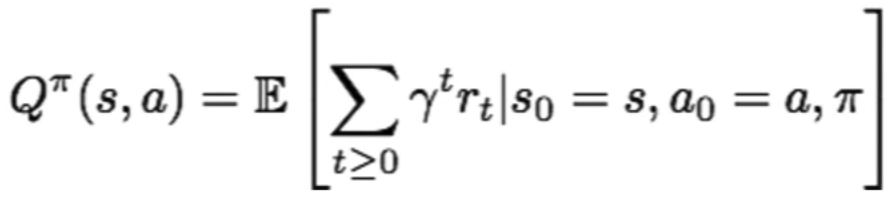 Q^π(s, a) = 𝔼 [ ∑_{t≥0} γ^t r_t | s_0 = s, a_0 = a, π ]